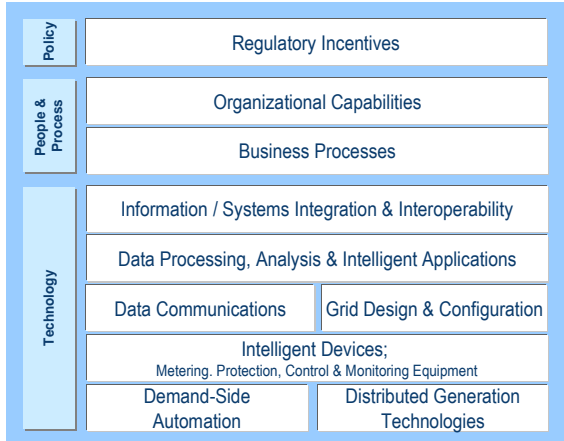 Policy
Regulatory Incentives
People &
Process
Organizational Capabilities
Business Processes
Technology
Information / Systems Integration & Interoperability
Data Processing, Analysis & Intelligent Applications
Data Communications
Grid Design & Configuration
Intelligent Devices;
Metering. Protection, Control & Monitoring Equipment
Demand-Side
Automation
Distributed Generation
Technologies